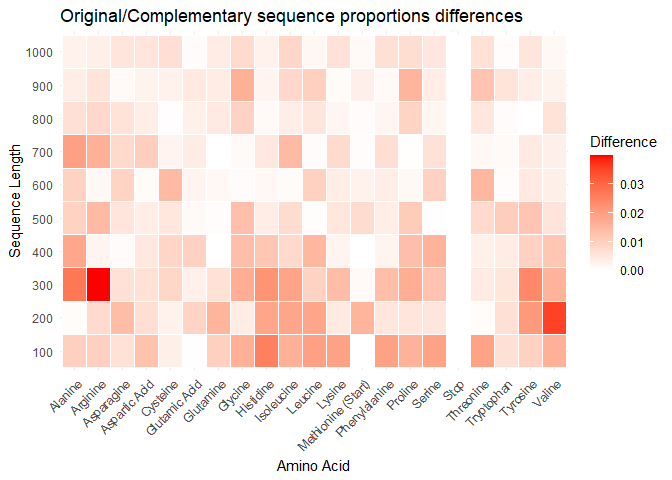 Original/Complementary sequence proportions differences
Sequence Length
1000
900
800
700
600
500
400
300
200
100
Alanine
Arginine
Asparagine
Aspartic Acid
Cysteine
Glutamic Acid
Glutamine
Glycine
Histidine
Isoleucine
Leucine
Lysine
Methionine (Start)
Phenylalanine
Proline
Serine
Stop
Threonine
Tryptophan
Tyrosine
Valine
Amino Acid
Difference
0.03
0.02
0.01
0.00